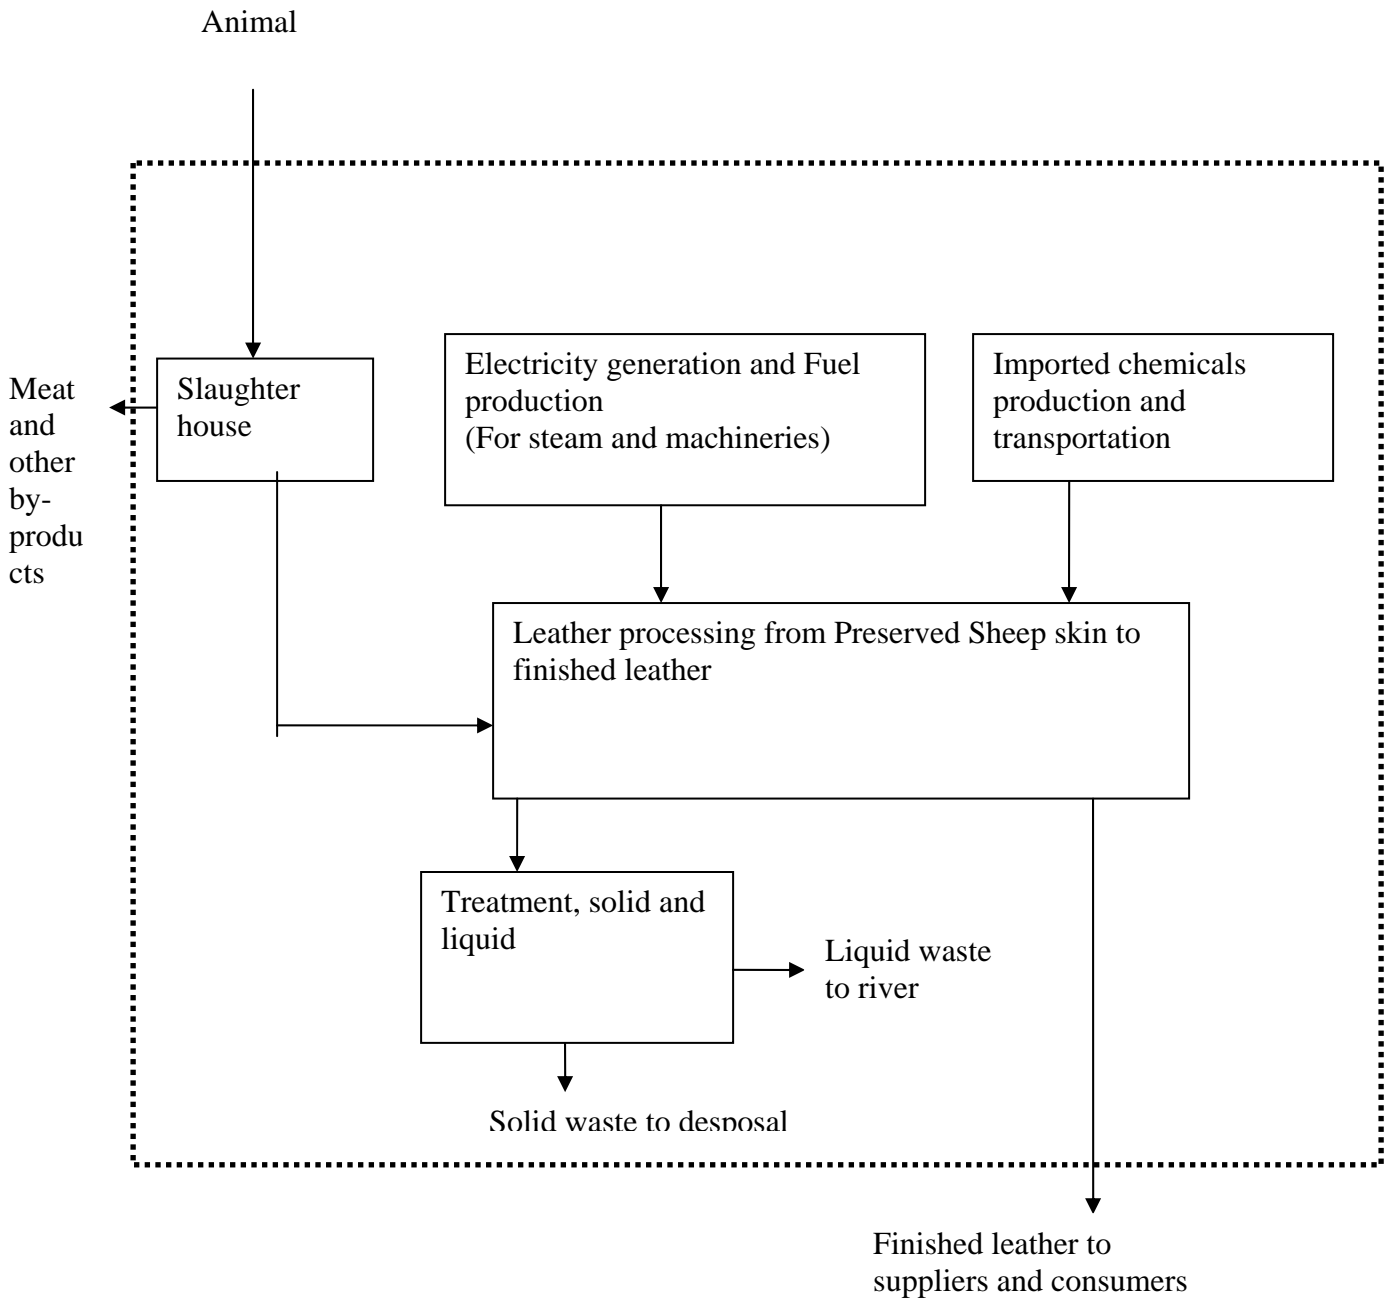 Animal
Meat
and
other
by-
produ
cts
Slaughter
house
Electricity generation and Fuel
production
(For steam and machineries)
Imported chemicals
production and
transportation
Leather processing from Preserved Sheep skin to
finished leather
Treatment, solid and
liquid
Liquid waste
to river
Solid waste to desposal
Finished leather to
suppliers and consumers